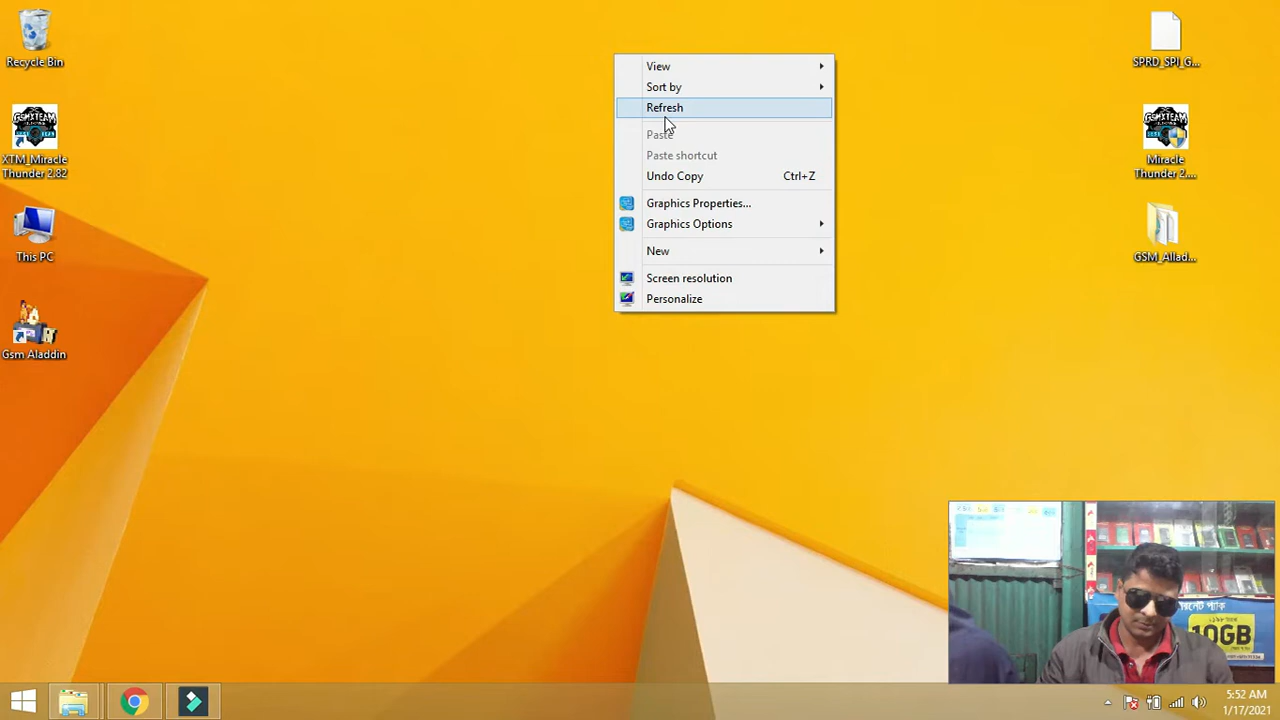 Recycle Bin
XTM_Miracle
Thunder 2.82
This PC
Gsm Aladdin
View
Sort by
Refresh
Paste
Paste shortcut
Undo Copy Ctrl+Z
Graphics Properties...
Graphics Options
New
Screen resolution
Personalize
SPRD_SPI_G...
Miracle
Thunder 2....
GSM_Allad...
10GB
5:52 AM
1/17/2021